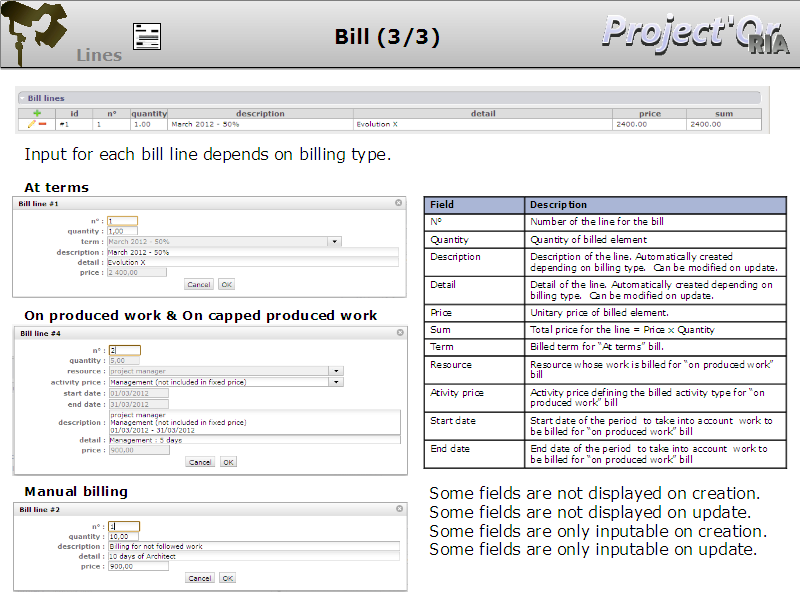 Lines
Bill (3/3)
Project'Or
RIA
Bill lines
id n° quantity description detail price sum
#1 1 1.00 March 2012 - 50% Evolution X 2400.00 2400.00
Input for each bill line depends on billing type.
At terms
Bill line #1
n° : 1
quantity : 1,00
term : March 2012 - 50%
description : March 2012 - 50%
detail : Evolution X
price : 2 400,00
Cancel OK
On produced work & On capped produced work
Bill line #4
n° : 2
quantity : 5,00
resource : project manager
activity price : Management (not included in fixed price)
start date : 01/03/2012
end date : 31/03/2012
description : project manager
Management (not included in fixed price)
01/03/2012 - 31/03/2012
detail : Management : 5 days
price : 900,00
Cancel OK
Manual billing
Bill line #2
n° : 1
quantity : 10,00
description : Billing for not followed work
detail : 10 days of Architect
price : 900,00
Cancel OK
Field Description
N° Number of the line for the bill
Quantity Quantity of billed element
Description Description of the line. Automatically created
depending on billing type. Can be modified on update.
Detail Detail of the line. Automatically created depending on
billing type. Can be modified on update.
Price Unitary price of billed element.
Sum Total price for the line = Price x Quantity
Term Billed term for "At terms" bill.
Resource Resource whose work is billed for "on produced work"
bill
Ativity price Activity price defining the billed activity type for "on
produced work" bill
Start date Start date of the period to take into account work to
be billed for "on produced work" bill
End date End date of the period to take into account work to
be billed for "on produced work" bill
Some fields are not displayed on creation.
Some fields are not displayed on update.
Some fields are only inputable on creation.
Some fields are only inputable on update.